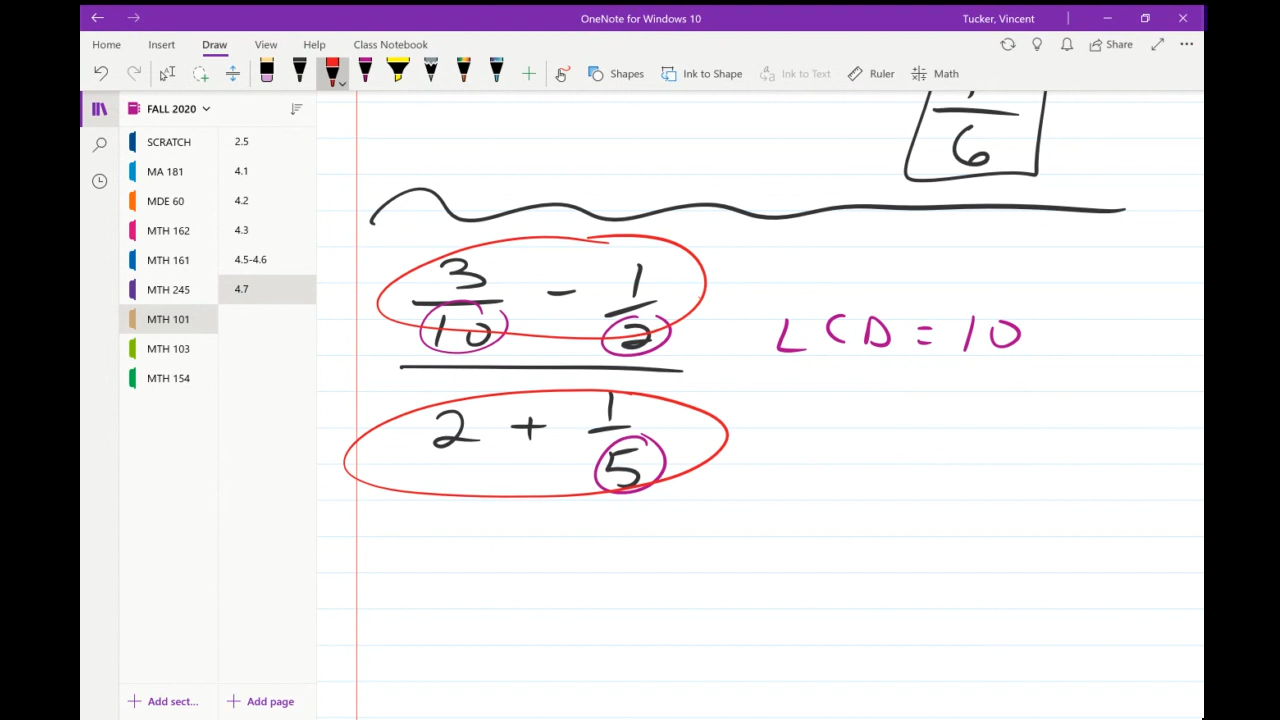 OneNote for Windows 10
Tucker, Vincent
Home Insert Draw View Help Class Notebook
Share
Shapes Ink to Shape Ink to Text Ruler Math
FALL 2020
SCRATCH
MA 181
MDE 60
MTH 162
MTH 161
MTH 245
MTH 101
MTH 103
MTH 154
2.5
4.1
4.2
4.3
4.5-4.6
4.7
6
3 1
— − —
10 2
LCD = 10
2 + 1
—
5
Add sect...
Add page